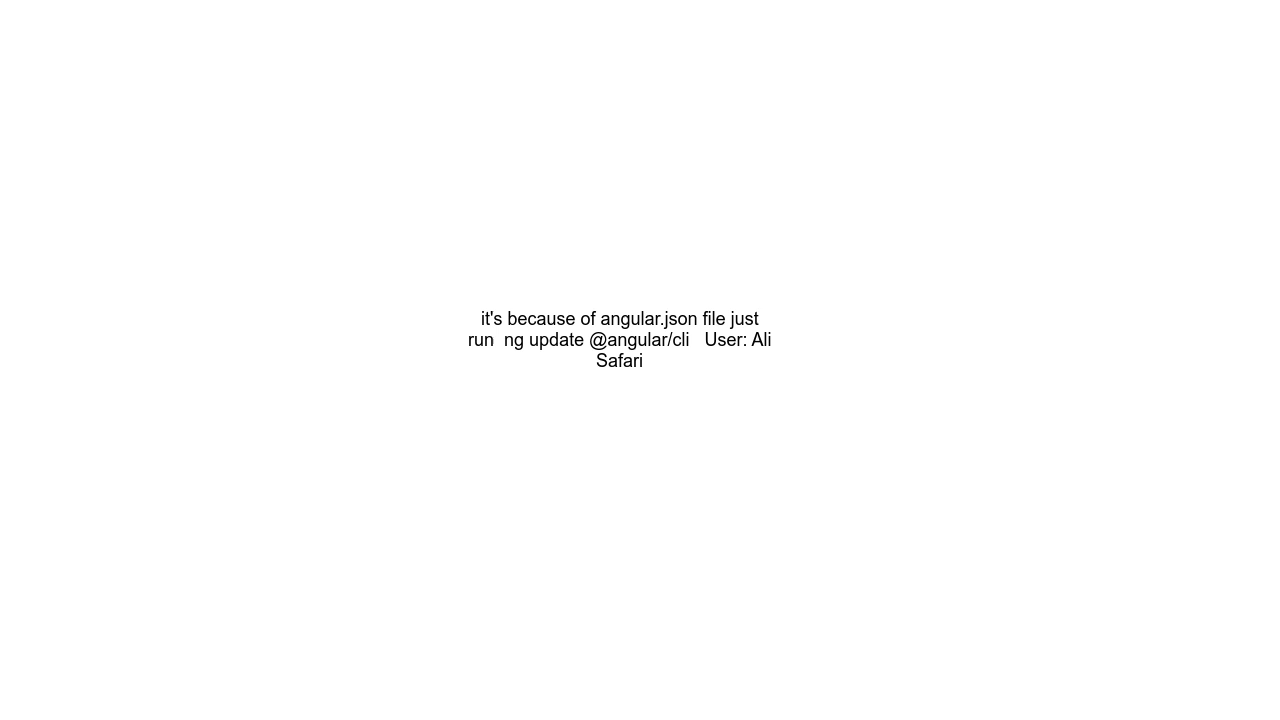 it's because of angular.json file just
run  ng update @angular/cli   User: Ali
Safari